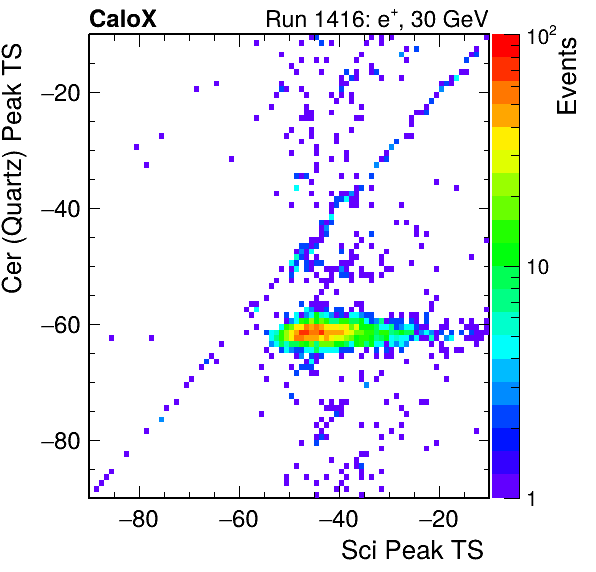 CaloX Run 1416: e⁺, 30 GeV
Cer (Quartz) Peak TS
−20
−40
−60
−80
−80 −60 −40 −20
Sci Peak TS
10²
10
1
Events